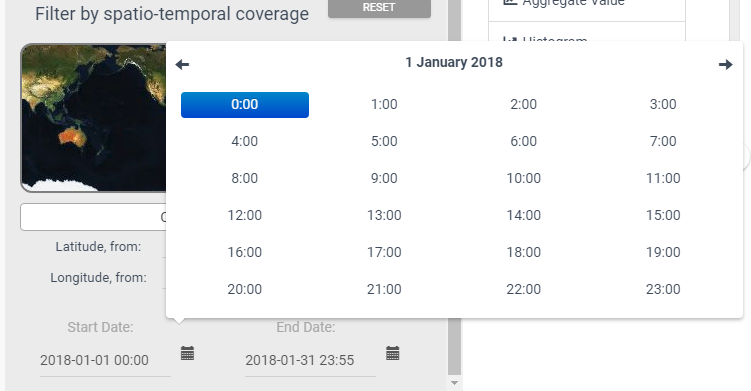 Filter by spatio-temporal coverage
RESET
Aggregate Value
Histogram
1 January 2018
0:00 1:00 2:00 3:00
4:00 5:00 6:00 7:00
8:00 9:00 10:00 11:00
12:00 13:00 14:00 15:00
16:00 17:00 18:00 19:00
20:00 21:00 22:00 23:00
Latitude, from:
Longitude, from:
Start Date: End Date:
2018-01-01 00:00 2018-01-31 23:55